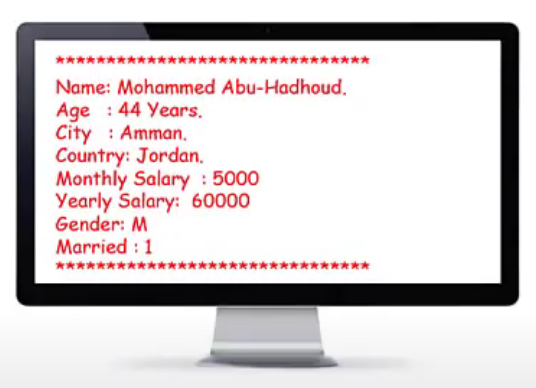 *******************************
Name: Mohammed Abu-Hadhoud.
Age : 44 Years.
City : Amman.
Country: Jordan.
Monthly Salary : 5000
Yearly Salary: 60000
Gender: M
Married : 1
*******************************